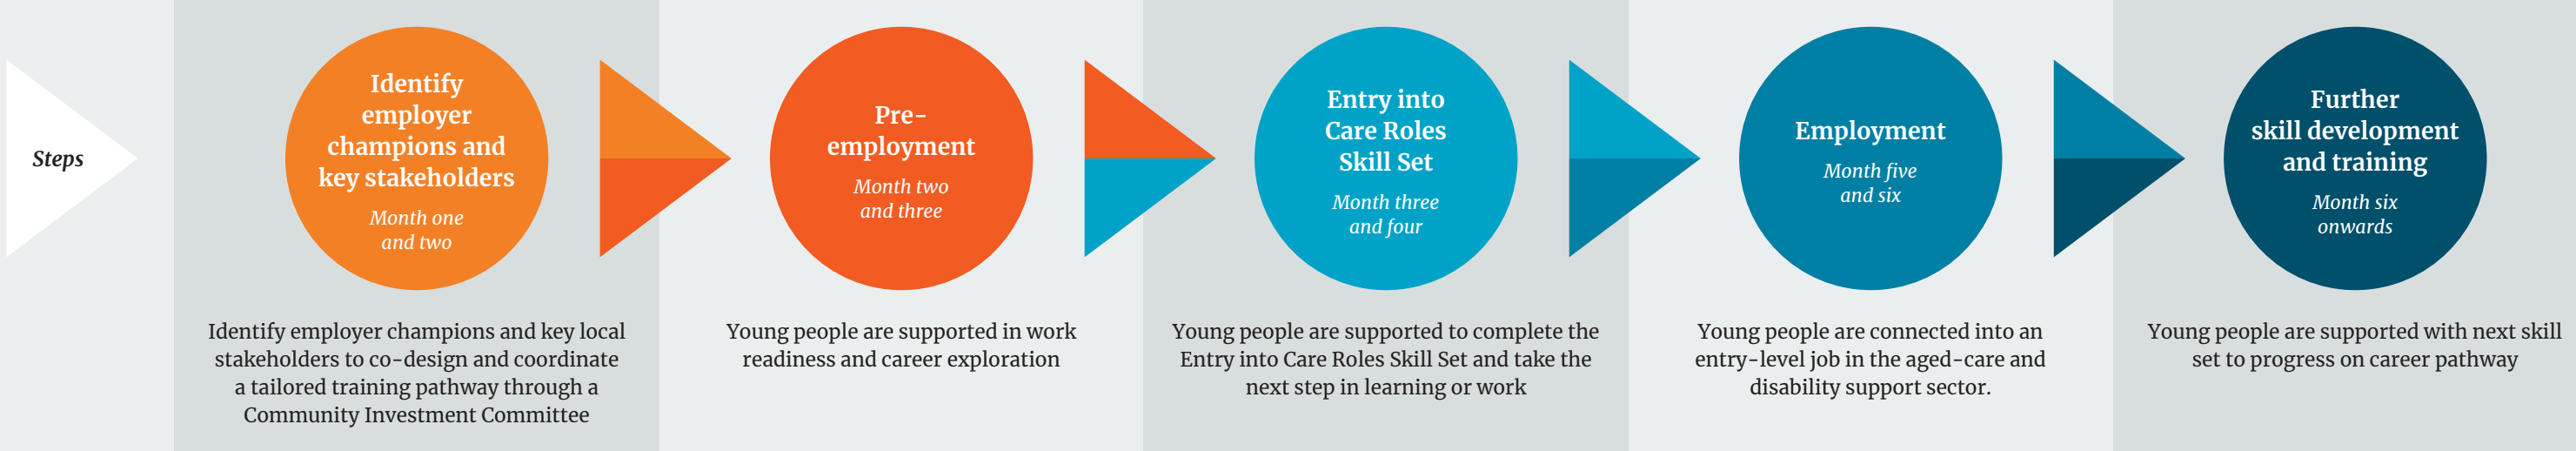 Steps
Identify
employer
champions and
key stakeholders
Month one
and two
Identify employer champions and key local
stakeholders to co-design and coordinate
a tailored training pathway through a
Community Investment Committee
Pre-
employment
Month two
and three
Young people are supported in work
readiness and career exploration
Entry into
Care Roles
Skill Set
Month three
and four
Young people are supported to complete the
Entry into Care Roles Skill Set and take the
next step in learning or work
Employment
Month five
and six
Young people are connected into an
entry-level job in the aged-care and
disability support sector.
Further
skill development
and training
Month six
onwards
Young people are supported with next skill
set to progress on career pathway